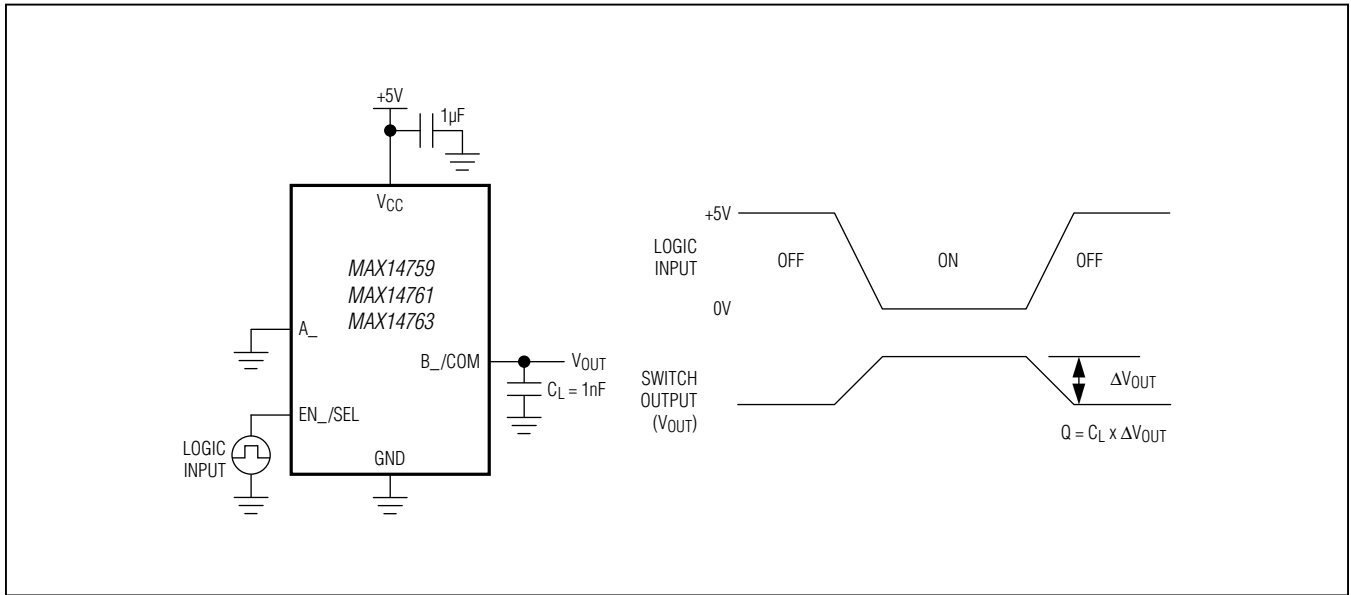 +5V
1µF
VCC
MAX14759
MAX14761
MAX14763
A_
B_/COM
VOUT
CL = 1nF
EN_/SEL
LOGIC
INPUT
GND
+5V
LOGIC
INPUT
OFF
ON
OFF
0V
SWITCH
OUTPUT
(VOUT)
ΔVOUT
Q = CL x ΔVOUT